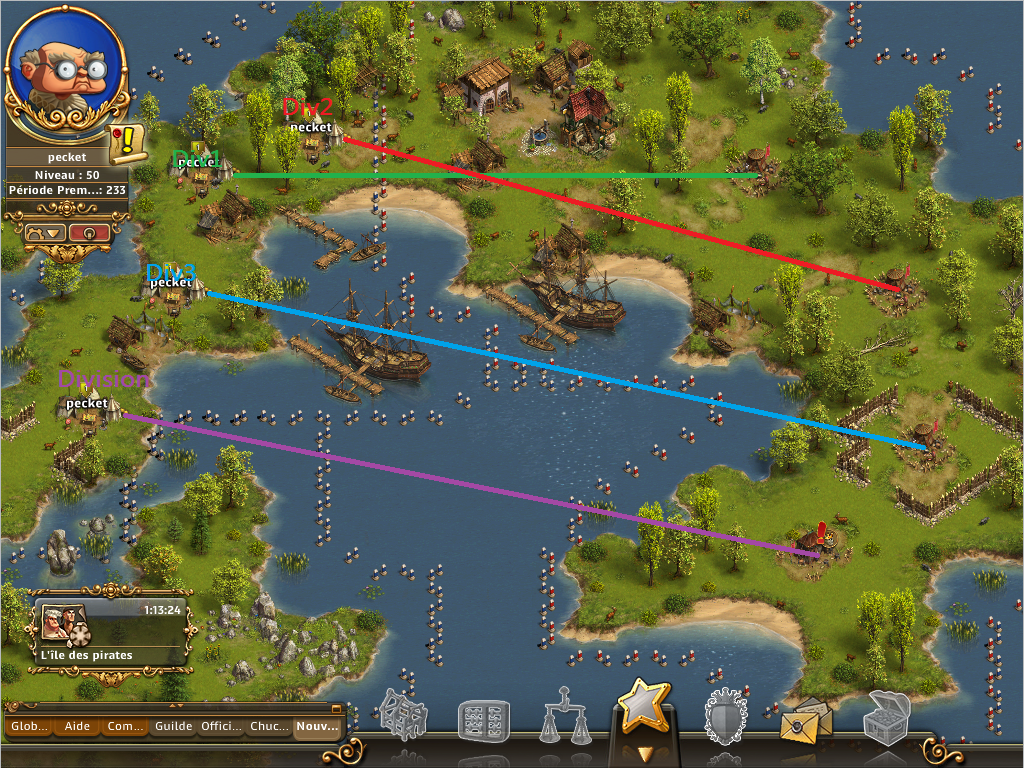 Div2
pecket
Div1
pecket
pecket
Niveau : 50
Période Prem...: 233
Div3
pecket
Division
pecket
1:13:24
L'île des pirates
Glob... Aide Com... Guilde Offici... Chuc... Nouv...